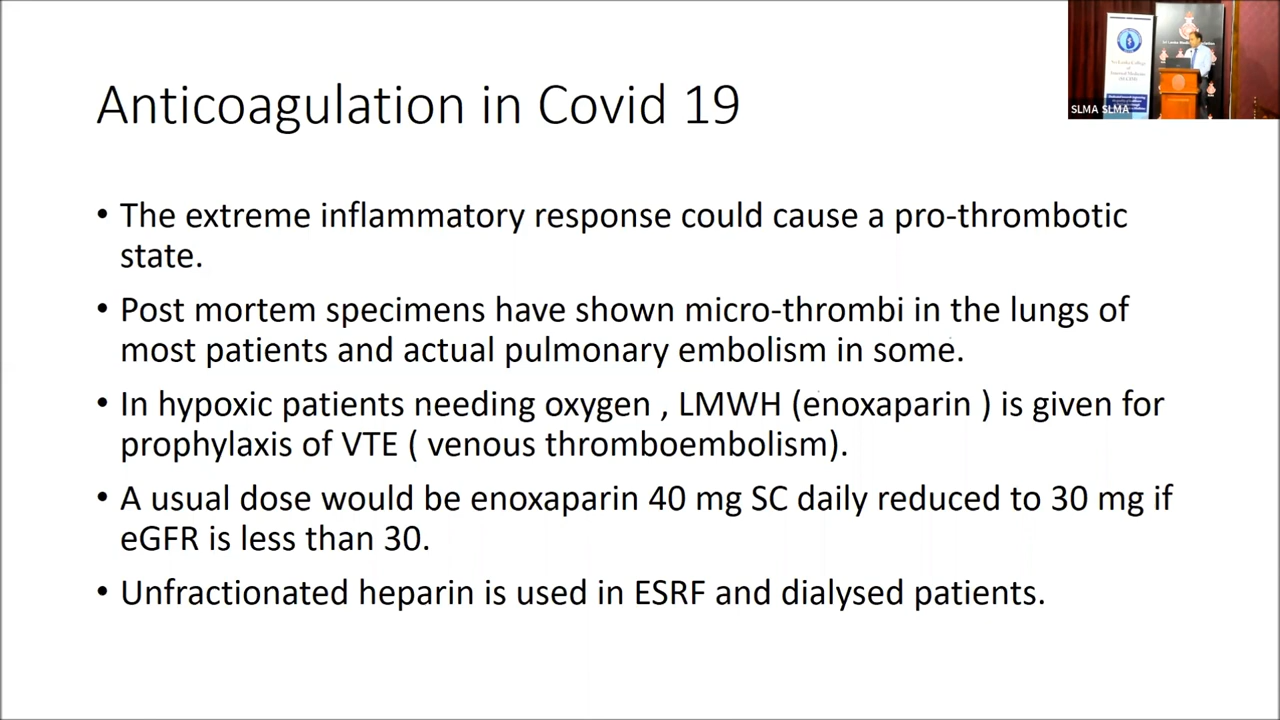 Anticoagulation in Covid 19
• The extreme inflammatory response could cause a pro-thrombotic
state.
• Post mortem specimens have shown micro-thrombi in the lungs of
most patients and actual pulmonary embolism in some.
• In hypoxic patients needing oxygen , LMWH (enoxaparin ) is given for
prophylaxis of VTE ( venous thromboembolism).
• A usual dose would be enoxaparin 40 mg SC daily reduced to 30 mg if
eGFR is less than 30.
• Unfractionated heparin is used in ESRF and dialysed patients.
SLMA SLMA